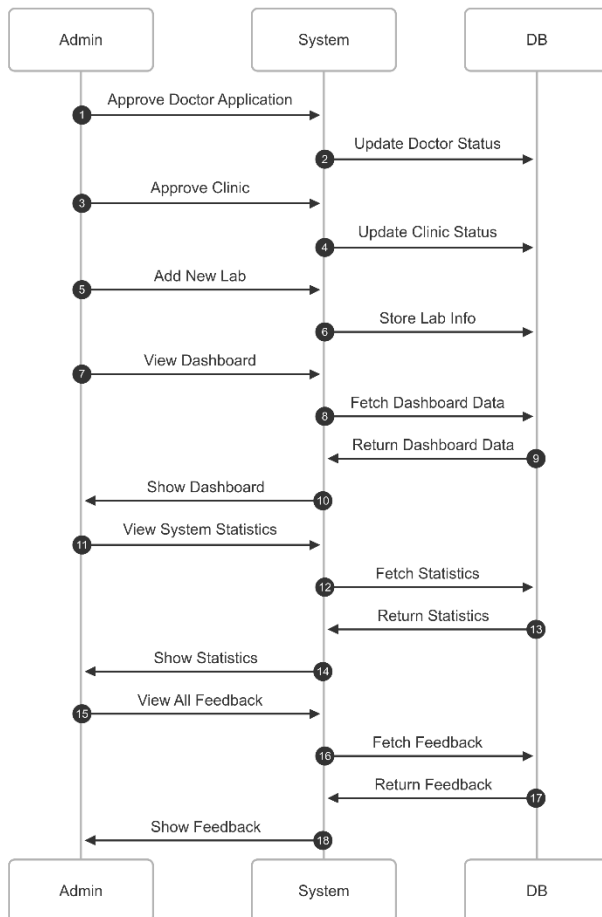 Admin
System
DB
Approve Doctor Application
1
Update Doctor Status
2
Approve Clinic
3
Update Clinic Status
4
Add New Lab
5
Store Lab Info
6
View Dashboard
7
Fetch Dashboard Data
8
Return Dashboard Data
9
Show Dashboard
10
View System Statistics
11
Fetch Statistics
12
Return Statistics
13
Show Statistics
14
View All Feedback
15
Fetch Feedback
16
Return Feedback
17
Show Feedback
18
Admin
System
DB